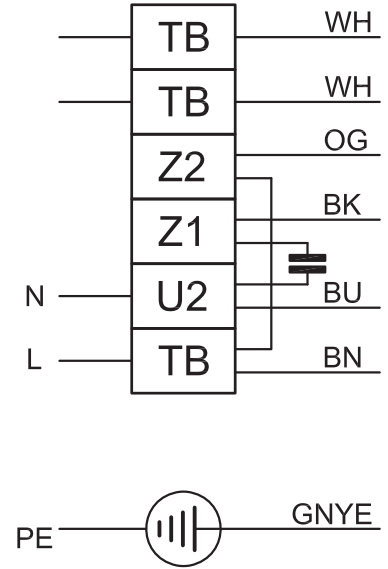 TB WH
TB WH
Z2 OG
Z1 BK
N U2 BU
L TB BN
PE GNYE